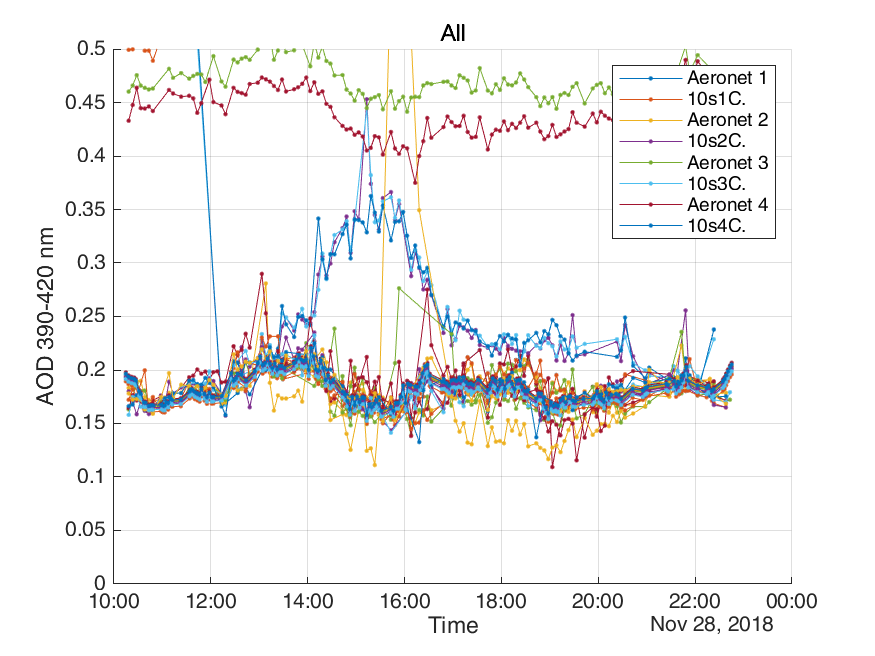 All
0.5
0.45
0.4
0.35
0.3
0.25
0.2
0.15
0.1
0.05
0
AOD 390-420 nm
Aeronet 1
10s1C.
Aeronet 2
10s2C.
Aeronet 3
10s3C.
Aeronet 4
10s4C.
10:00 12:00 14:00 16:00 18:00 20:00 22:00 00:00
Time
Nov 28, 2018